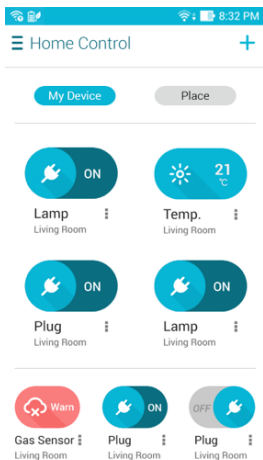 8:32 PM
Home Control
My Device Place
ON 21 °C
Lamp Temp.
Living Room Living Room
ON ON
Plug Lamp
Living Room Living Room
Warn ON OFF
Gas Sensor Plug Plug
Living Room Living Room Living Room